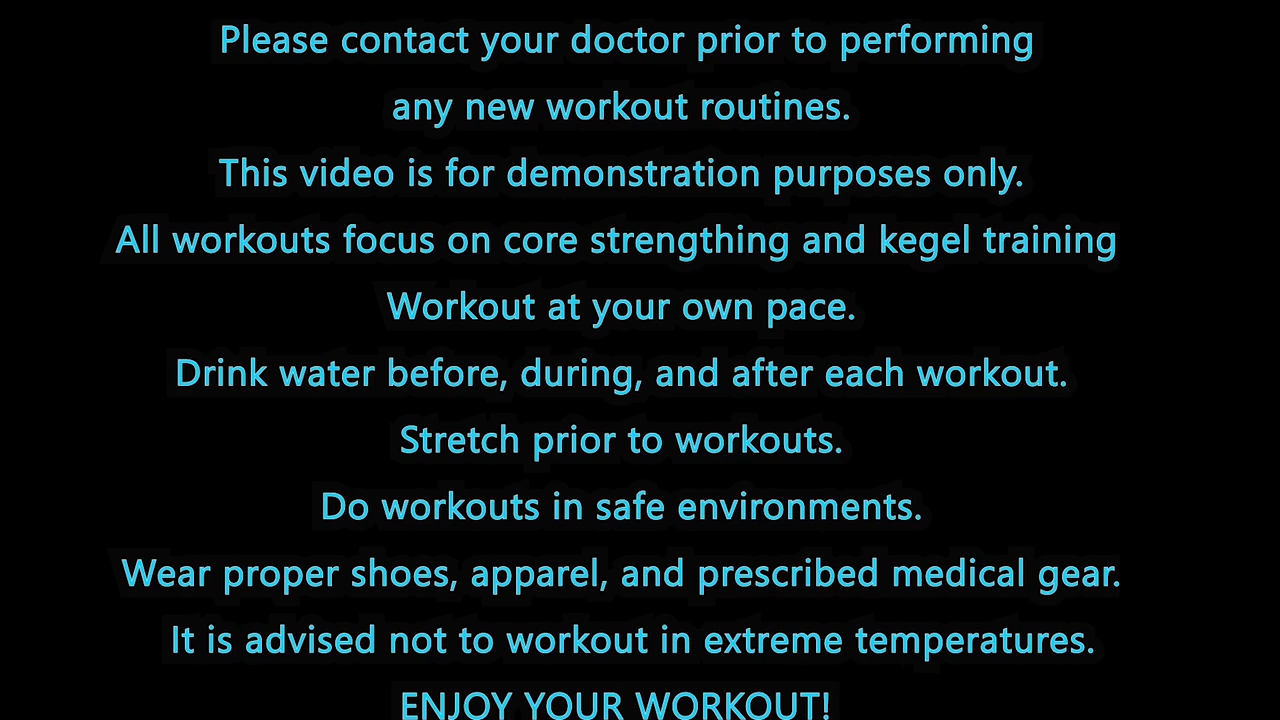 Please contact your doctor prior to performing
any new workout routines.
This video is for demonstration purposes only.
All workouts focus on core strengthing and kegel training
Workout at your own pace.
Drink water before, during, and after each workout.
Stretch prior to workouts.
Do workouts in safe environments.
Wear proper shoes, apparel, and prescribed medical gear.
It is advised not to workout in extreme temperatures.
ENJOY YOUR WORKOUT!